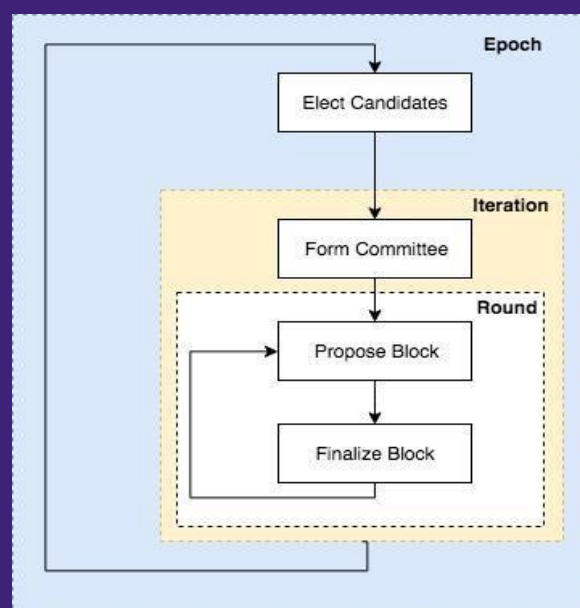 Epoch
Elect Candidates
Iteration
Form Committee
Round
Propose Block
Finalize Block